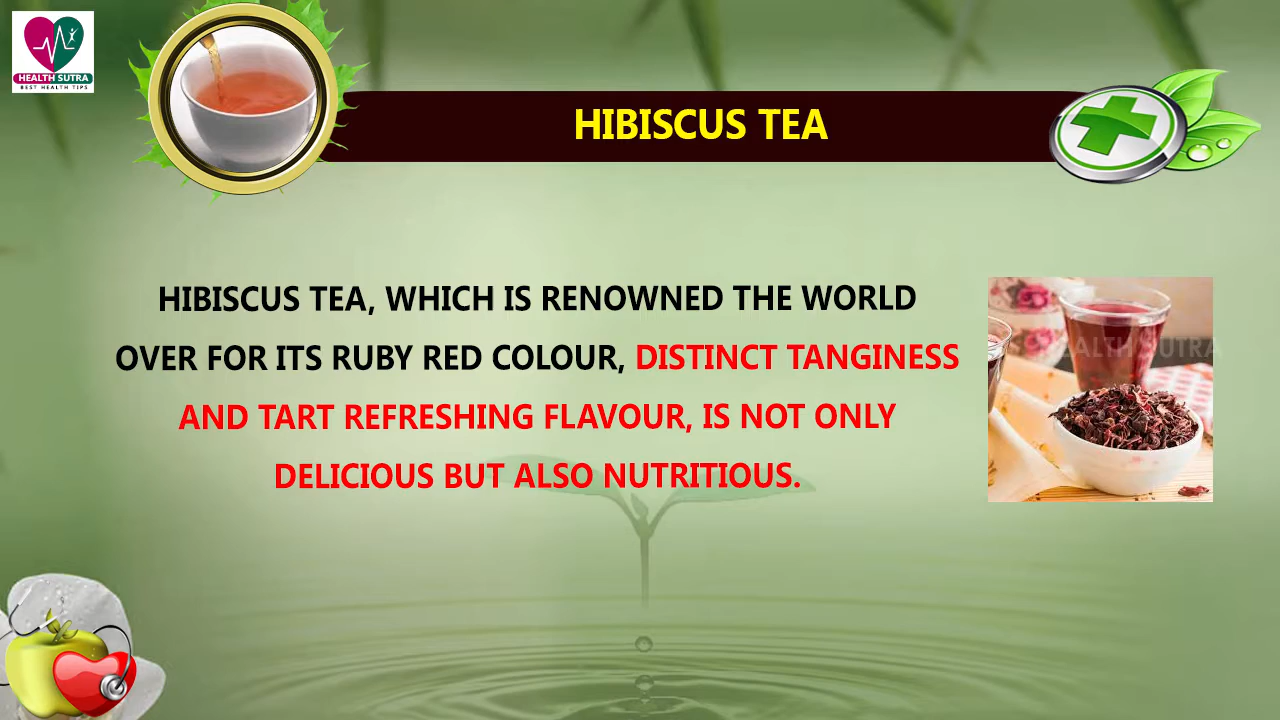 HEALTH SUTRA
BEST HEALTH TIPS
HIBISCUS TEA
HIBISCUS TEA, WHICH IS RENOWNED THE WORLD
OVER FOR ITS RUBY RED COLOUR, DISTINCT TANGINESS
AND TART REFRESHING FLAVOUR, IS NOT ONLY
DELICIOUS BUT ALSO NUTRITIOUS.
HEALTH SUTRA